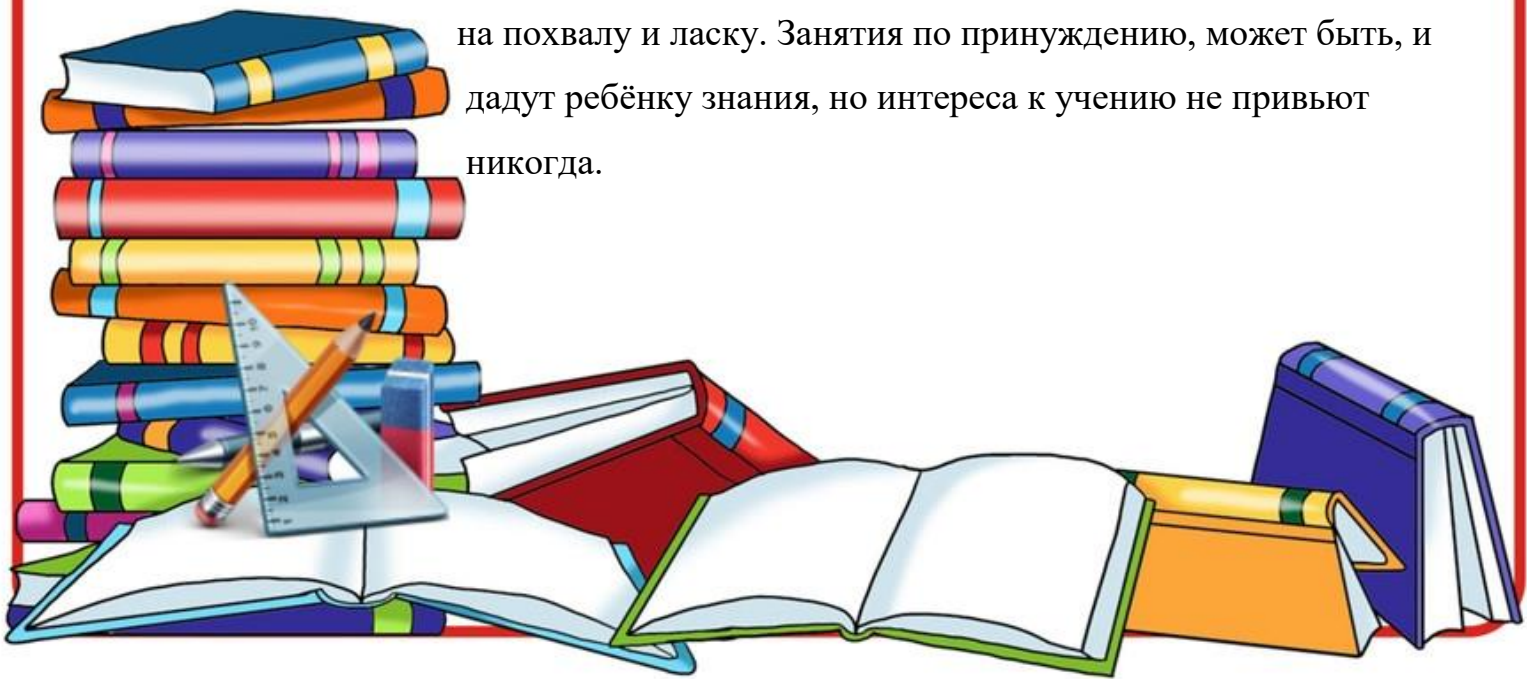 на похвалу и ласку. Занятия по принуждению, может быть, и
дадут ребёнку знания, но интереса к учению не привьют
никогда.